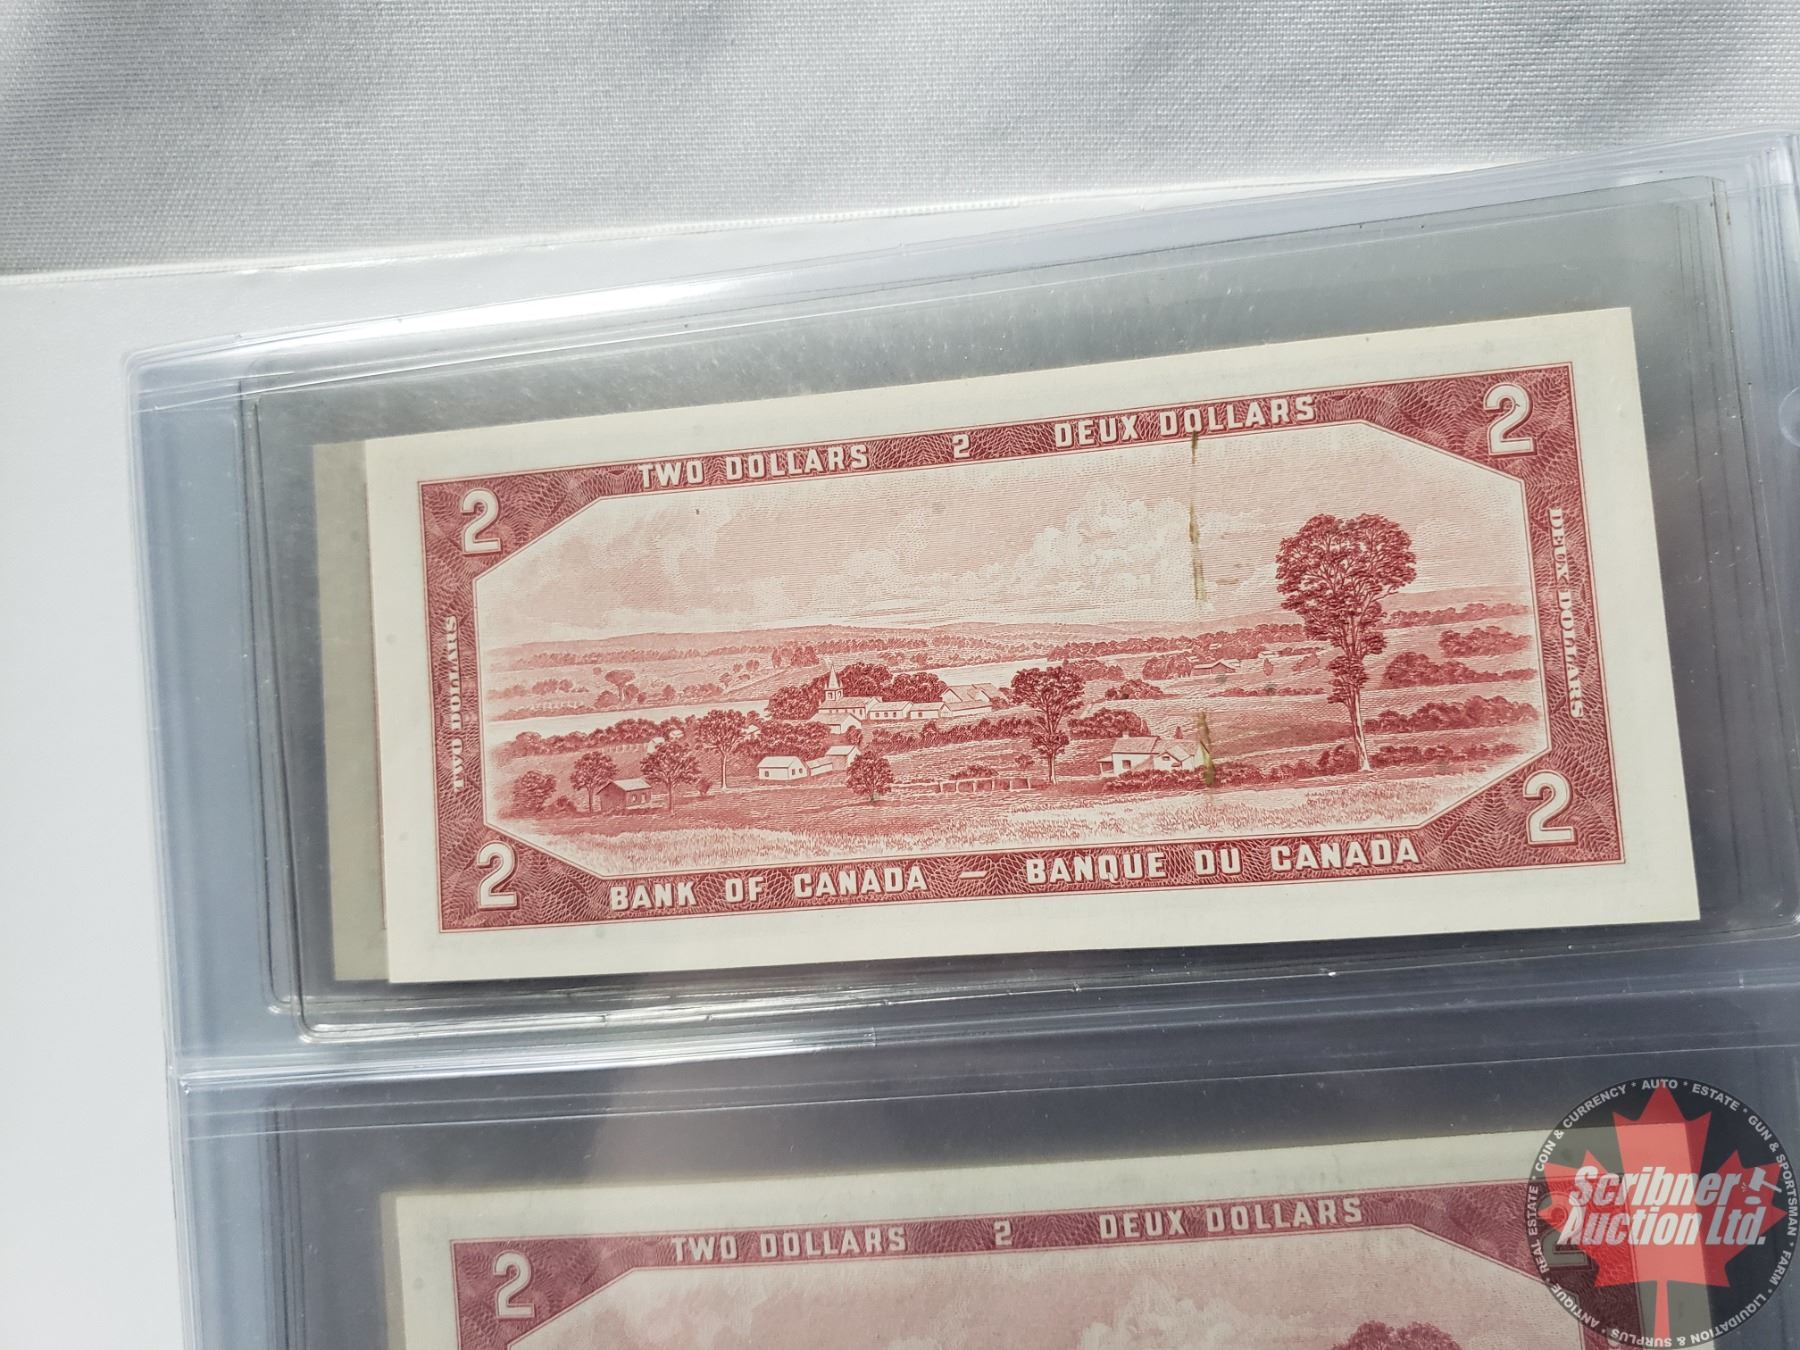 TWO DOLLARS 2 DEUX DOLLARS
2 2
TWO DOLLARS
DEUX DOLLARS
2 2
BANK OF CANADA – BANQUE DU CANADA
TWO DOLLARS 2 DEUX DOLLARS
2 2
Scribner
Auction Ltd.
ANTIQUE * REAL ESTATE * COIN & CURRENCY * AUTO * ESTATE * GUN & SPORTSMAN * FARM * LIQUIDATION & SURPLUS *